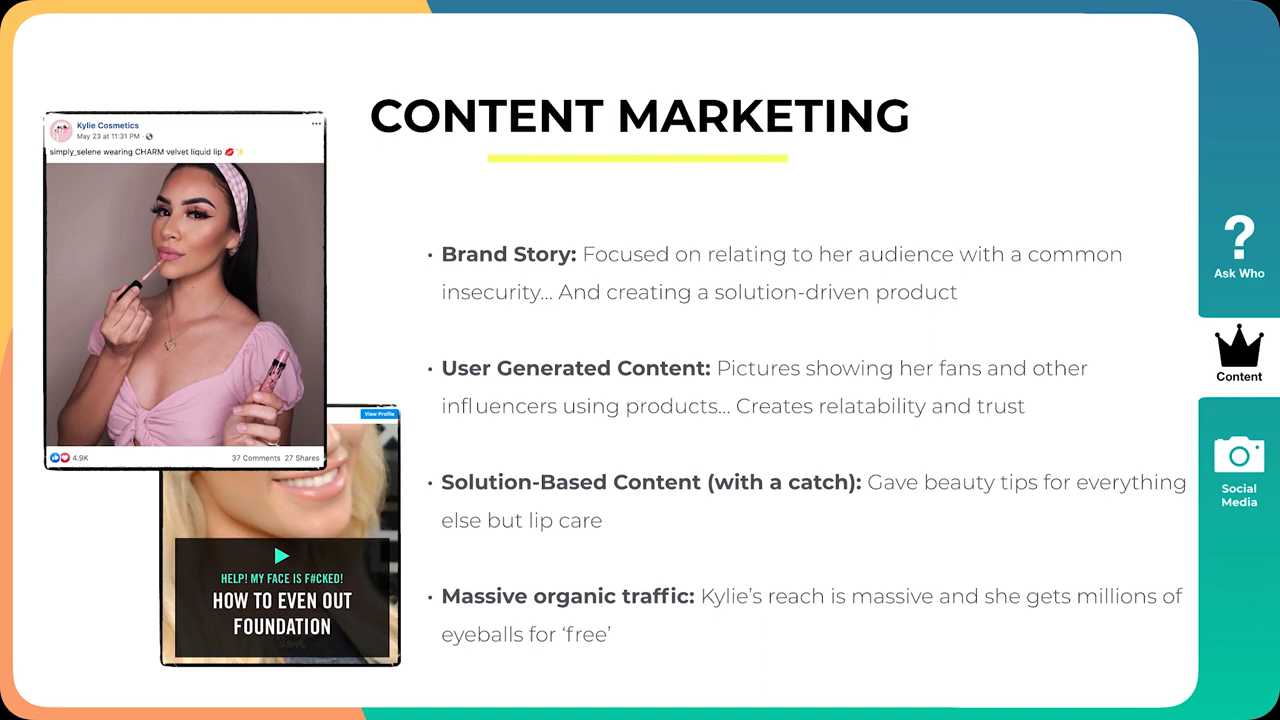 CONTENT MARKETING
Kylie Cosmetics
May 23 at 11:31 PM ·
simply_selene wearing CHARM velvet liquid lip 💋✨
4.9K
37 Comments 27 Shares
View Profile
HELP! MY FACE IS F#CKED!
HOW TO EVEN OUT
FOUNDATION
• Brand Story: Focused on relating to her audience with a common
insecurity... And creating a solution-driven product
• User Generated Content: Pictures showing her fans and other
influencers using products... Creates relatability and trust
• Solution-Based Content (with a catch): Gave beauty tips for everything
else but lip care
• Massive organic traffic: Kylie's reach is massive and she gets millions of
eyeballs for ‘free’
?
Ask Who
Content
Social
Media